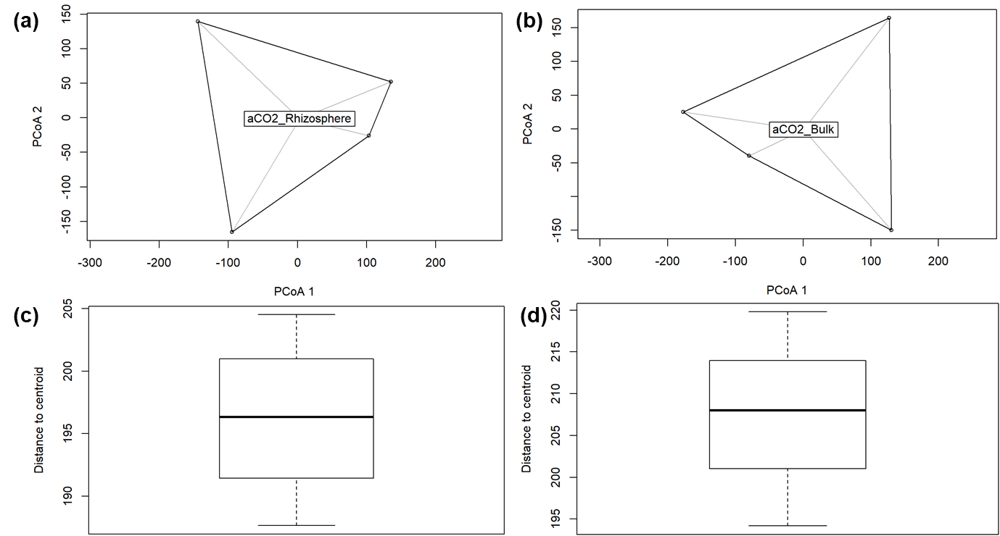 (a)
150
100
50
0
-50
-100
-150
PCoA 2
aCO2_Rhizosphere
-300 -200 -100 0 100 200
PCoA 1
(b)
150
100
50
0
-50
-150
PCoA 2
aCO2_Bulk
-300 -200 -100 0 100 200
PCoA 1
(c)
205
200
195
190
Distance to centroid
(d)
220
215
210
205
200
195
Distance to centroid